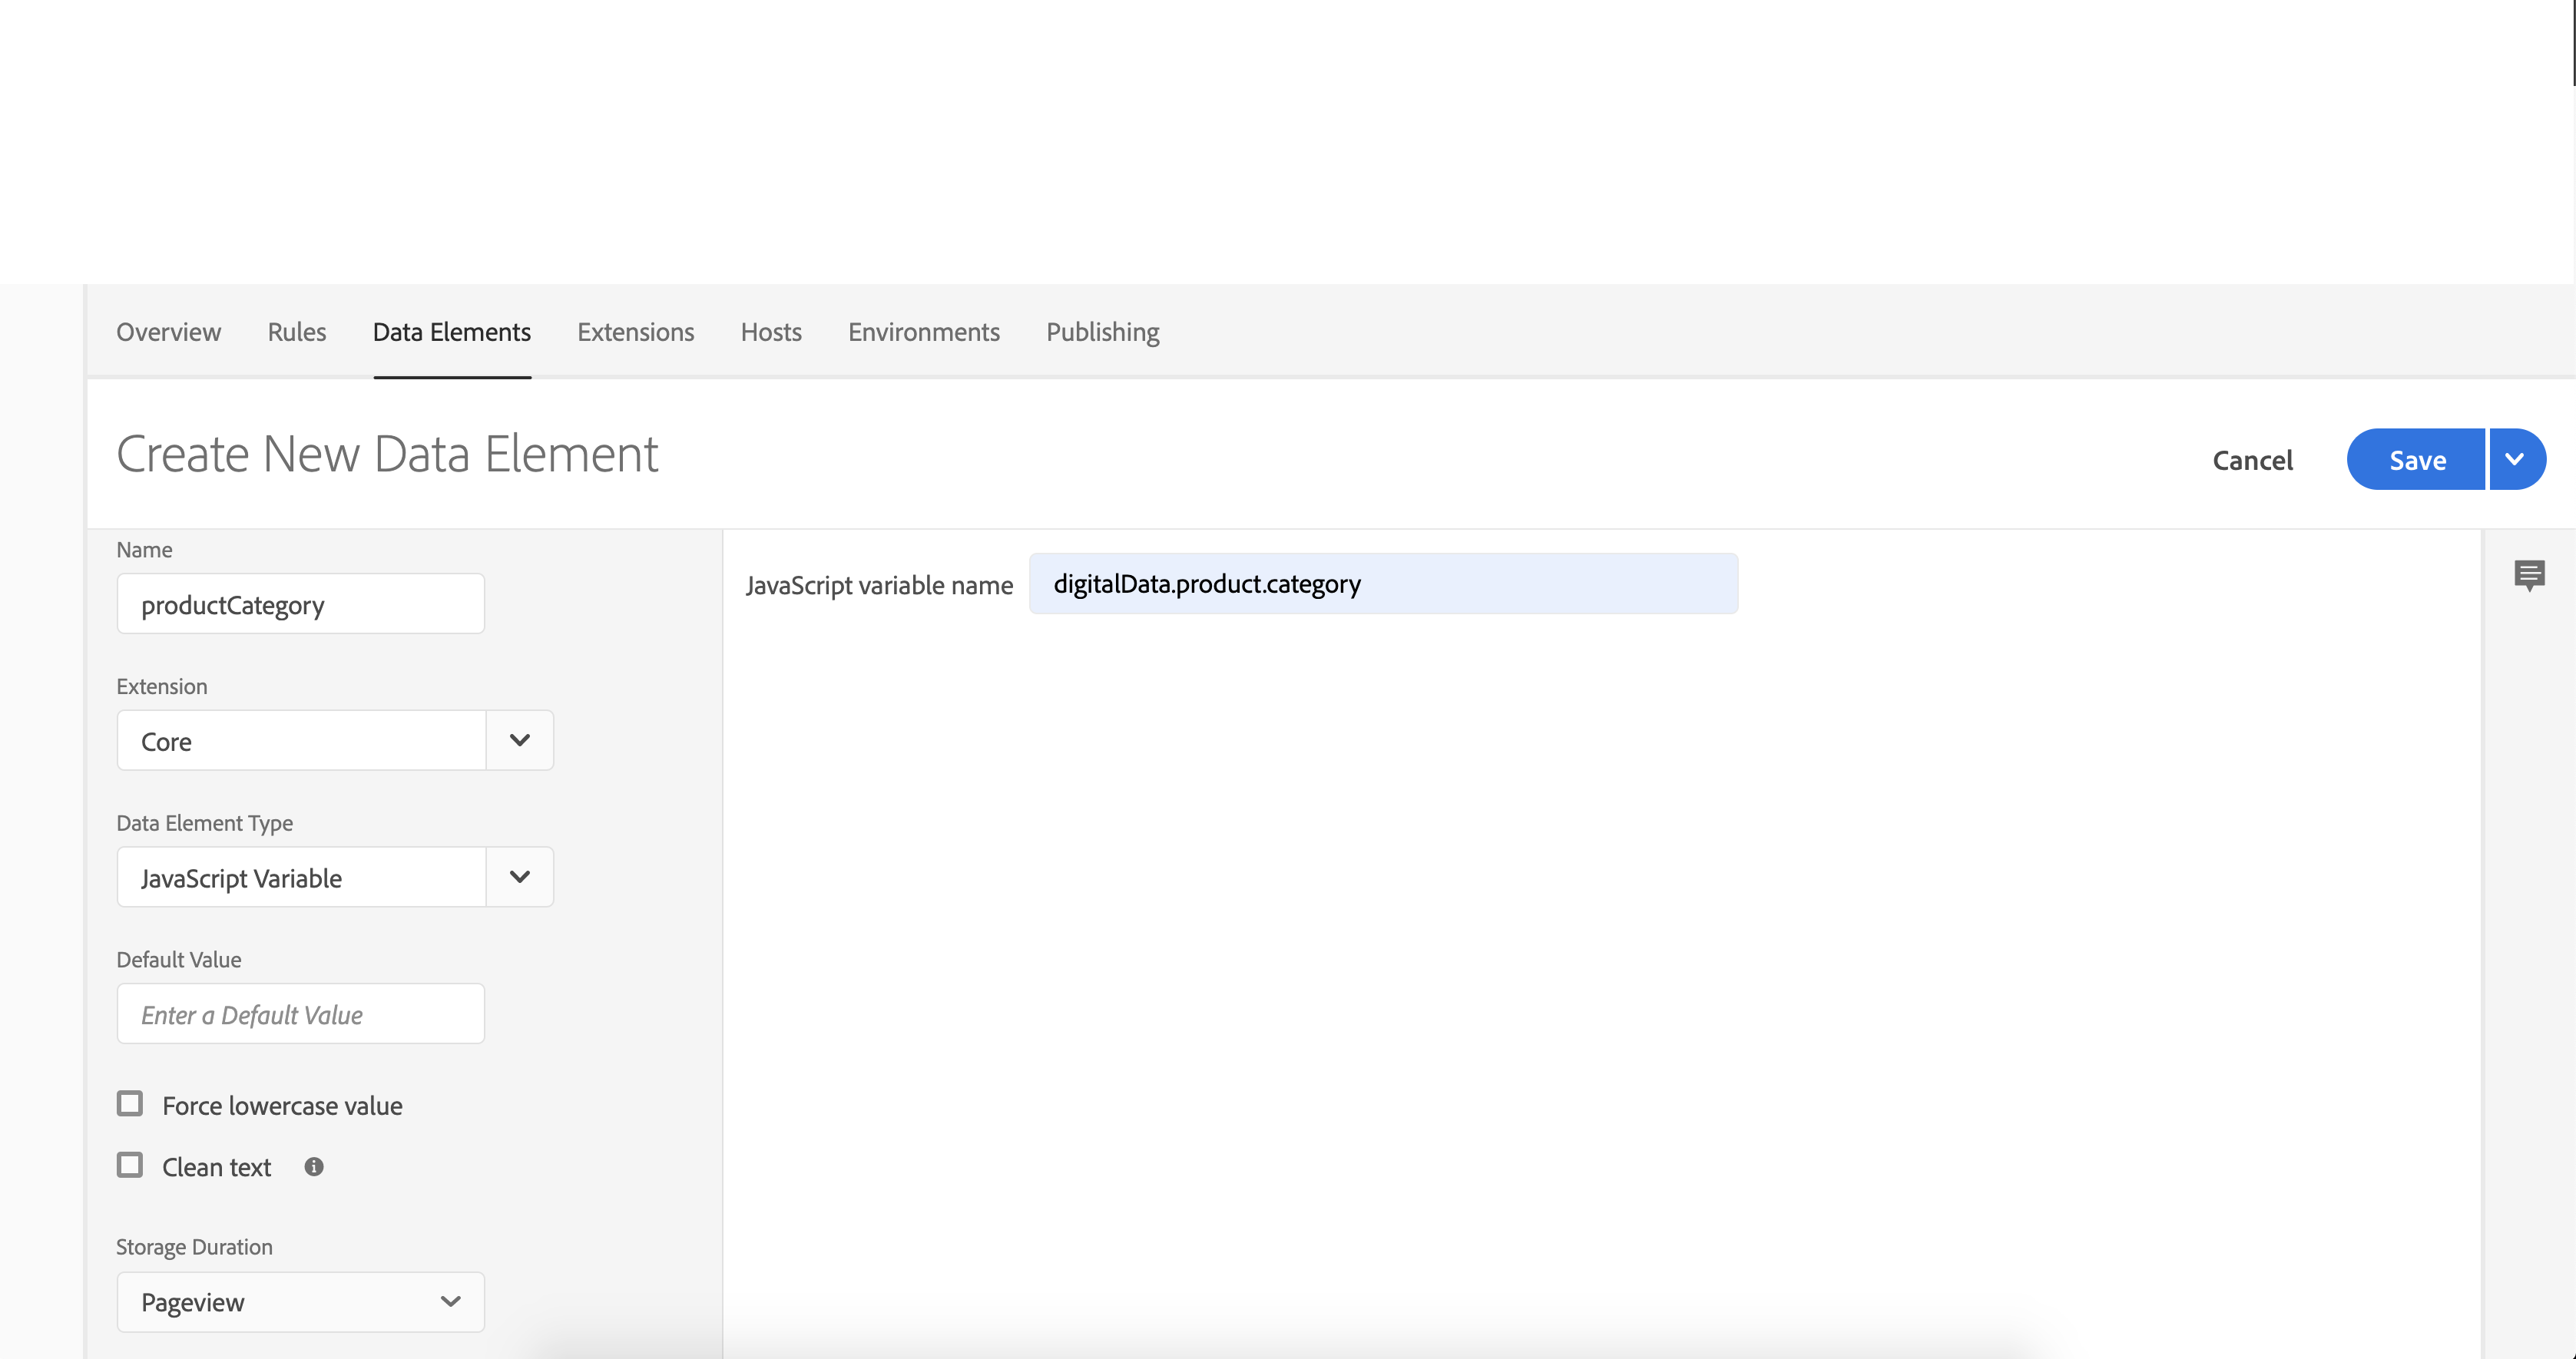 Overview Rules Data Elements Extensions Hosts Environments Publishing
Create New Data Element
Cancel Save
Name
productCategory
JavaScript variable name digitalData.product.category
Extension
Core
Data Element Type
JavaScript Variable
Default Value
Enter a Default Value
Force lowercase value
Clean text
Storage Duration
Pageview